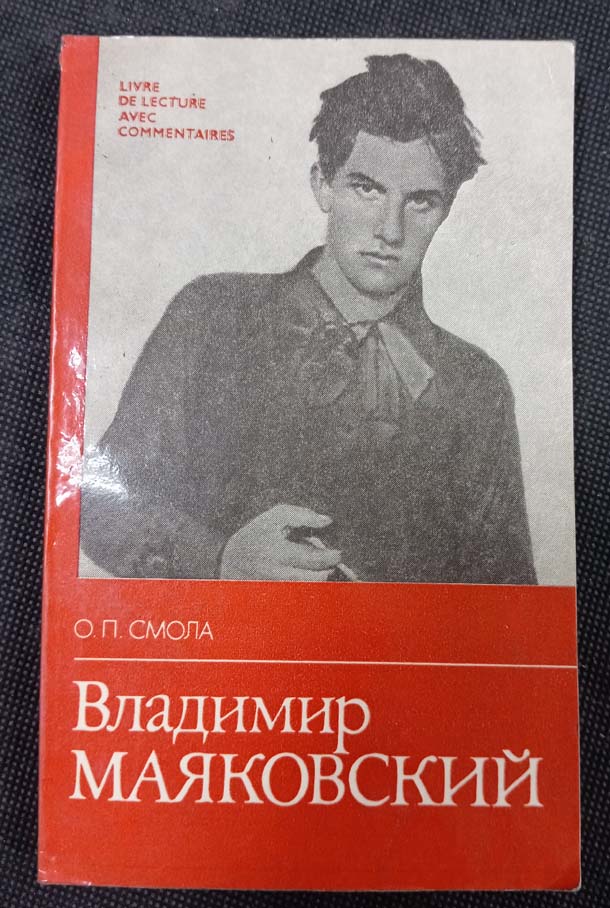 LIVRE
DE LECTURE
AVEC
COMMENTAIRES
О. П. СМОЛА
Владимир
МАЯКОВСКИЙ